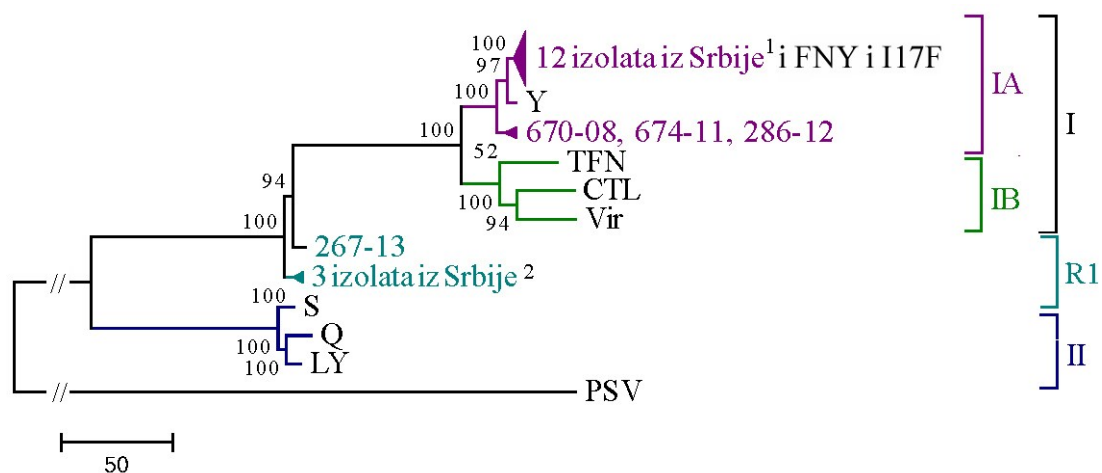 100
12 izolata iz Srbije1 i FNY i I17F
97
100
Y
IA
I
100
670-08, 674-11, 286-12
52
TFN
CTL
IB
100
94
Vir
94
100
267-13
3 izolata iz Srbije 2
R1
//
100
S
Q
100
LY
100
II
//
PSV
50